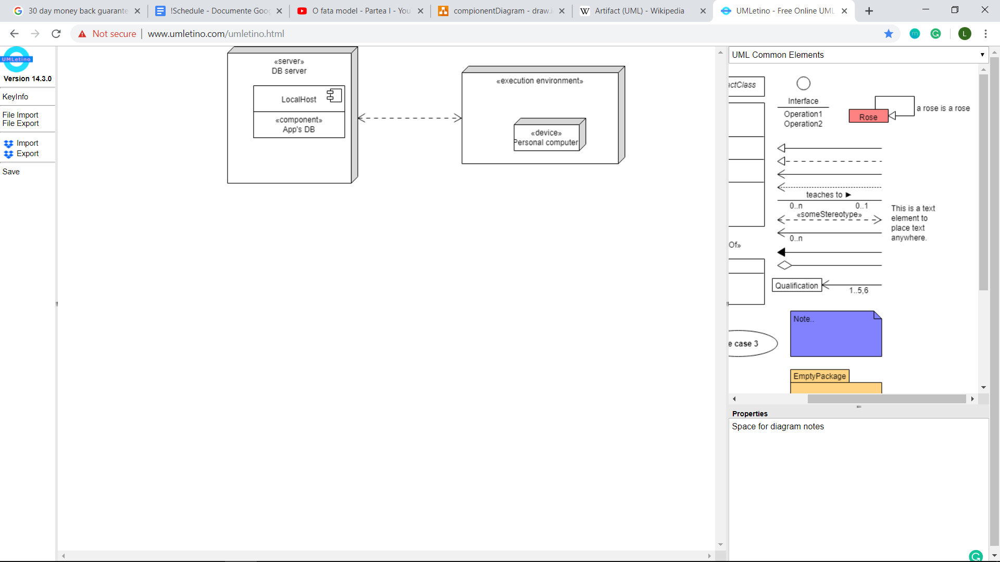 30 day money back guarante
!Schedule - Documente Goo
O fata model - Partea I - You
compionentDiagram - draw.i
Artifact (UML) - Wikipedia
UMLetino - Free Online UML
Not secure
www.umletino.com/umletino.html
L
UMLetino
Version 14.3.0
KeyInfo
File Import
File Export
Import
Export
Save
«server»
DB server
LocalHost
«component»
App's DB
«execution environment»
«device»
Personal computer
UML Common Elements
actClass
Interface
Operation1
Operation2
Rose
a rose is a rose
teaches to ►
0..n 0..1
«someStereotype»
0..n
This is a text
element to
place text
anywhere.
Of»
Qualification
1..5,6
Note..
e case 3
EmptyPackage
Properties
Space for diagram notes